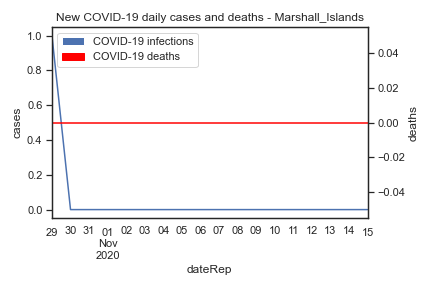 New COVID-19 daily cases and deaths - Marshall_Islands
COVID-19 infections
COVID-19 deaths
1.0
0.8
0.6
0.4
0.2
0.0
cases
0.04
0.02
0.00
−0.02
−0.04
deaths
29 30 31 01 02 03 04 05 06 07 08 09 10 11 12 13 14 15
Nov
2020
dateRep